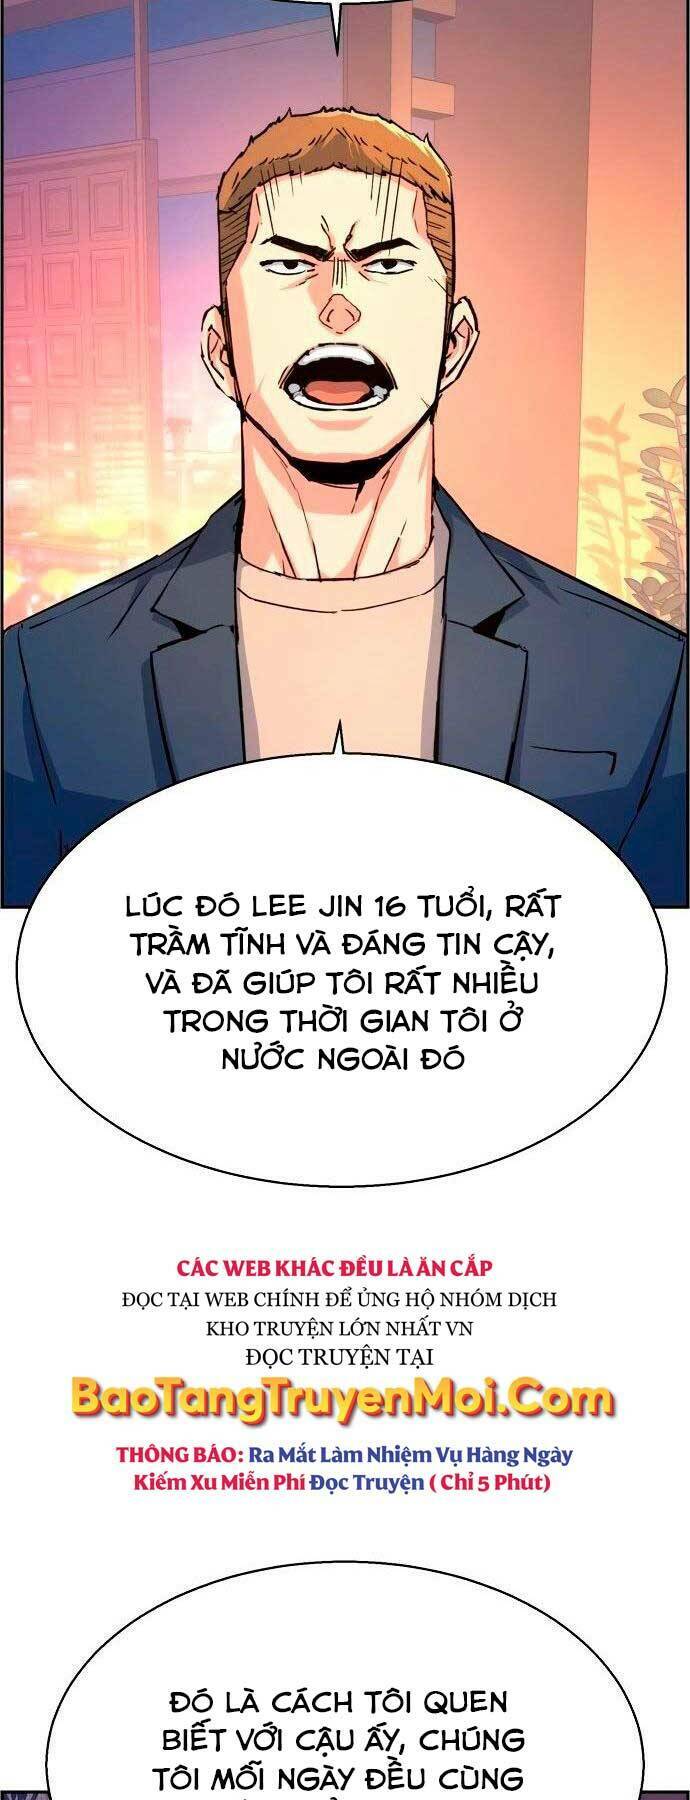 LÚC ĐÓ LEE JIN 16 TUỔI, RẤT
TRẦM TĨNH VÀ ĐÁNG TIN CẬY,
VÀ ĐÃ GIÚP TÔI RẤT NHIỀU
TRONG THỜI GIAN TÔI Ở
NƯỚC NGOÀI ĐÓ
CÁC WEB KHÁC ĐỀU LÀ ĂN CẮP
ĐỌC TẠI WEB CHÍNH ĐỂ ỦNG HỘ NHÓM DỊCH
KHO TRUYỆN LỚN NHẤT VN
ĐỌC TRUYỆN TẠI
BaoTangTruyenMoi.Com
THÔNG BÁO: Ra Mắt Làm Nhiệm Vụ Hàng Ngày
Kiếm Xu Miễn Phí Đọc Truyện ( Chỉ 5 Phút)
ĐÓ LÀ CÁCH TÔI QUEN
BIẾT VỚI CẬU ẤY, CHÚNG
TÔI MỖI NGÀY ĐỀU CÙNG